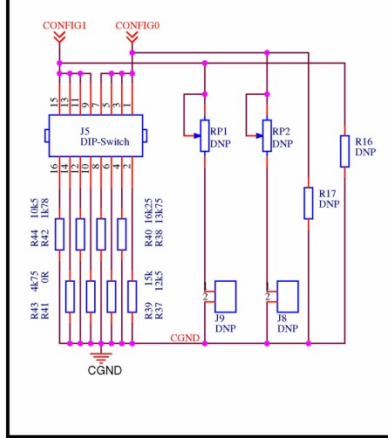 CONFIG1
CONFIG0
15
13
11
9
7
5
3
1
J5
DIP-Switch
16
14
12
10
8
6
4
2
RP1
DNP
RP2
DNP
R16
DNP
R17
DNP
R44 10k5
R42 1k78
R40 16k25
R38 13k75
R43 4k75
R41 0R
R39 15k
R37 12k5
1
2
J9
DNP
1
2
J8
DNP
CGND
CGND